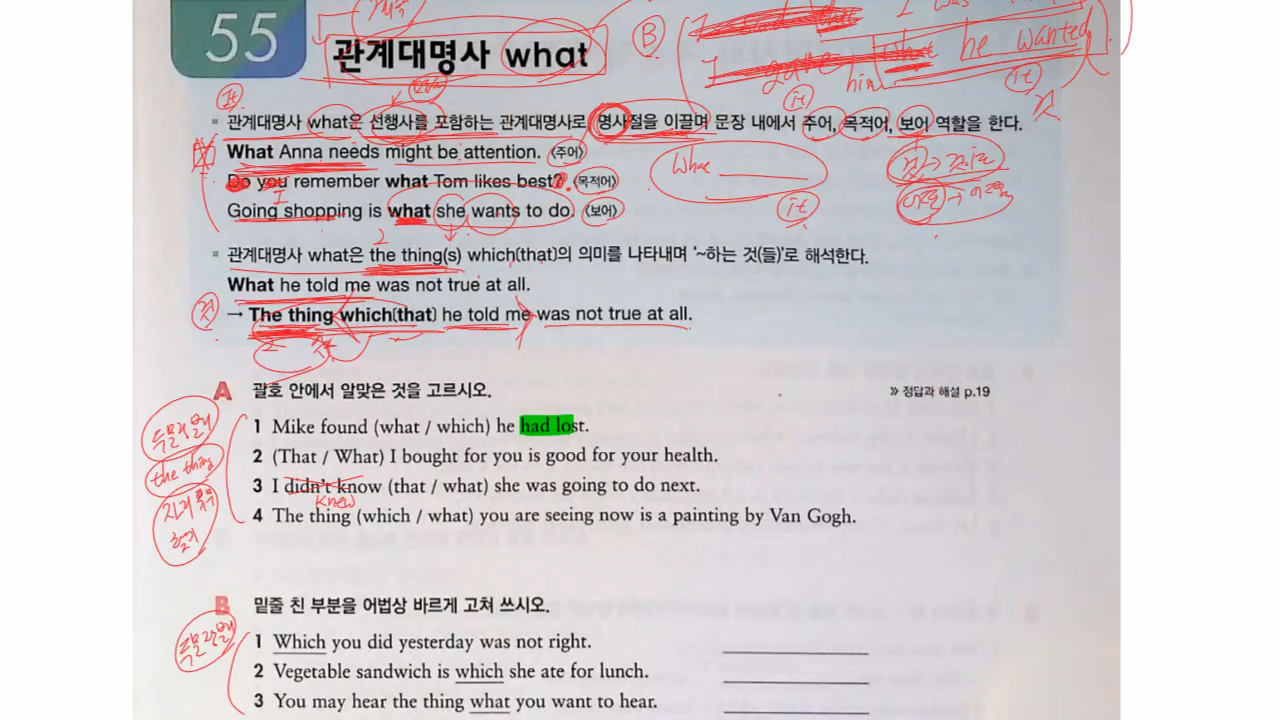 55
관계대명사 what
B
I was
I gave him what he wanted
It
it
it
▫ 관계대명사 what은 선행사를 포함하는 관계대명사로 명사절을 이끌며 문장 내에서 주어, 목적어, 보어 역할을 한다.
What Anna needs might be attention. 〈주어〉
Do you remember what Tom likes best? 〈목적어〉
I
What
it
Going shopping is what she wants to do. 〈보어〉
2
▫ 관계대명사 what은 the thing(s) which(that)의 의미를 나타내며 '~하는 것(들)'로 해석한다.
What he told me was not true at all.
→ The thing which(that) he told me was not true at all.
A 괄호 안에서 알맞은 것을 고르시오.
» 정답과 해설 p.19
1 Mike found (what / which) he had lost.
2 (That / What) I bought for you is good for your health.
the thing
3 I didn't know (that / what) she was going to do next.
knew
4 The thing (which / what) you are seeing now is a painting by Van Gogh.
B 밑줄 친 부분을 어법상 바르게 고쳐 쓰시오.
1 Which you did yesterday was not right.
2 Vegetable sandwich is which she ate for lunch.
3 You may hear the thing what you want to hear.